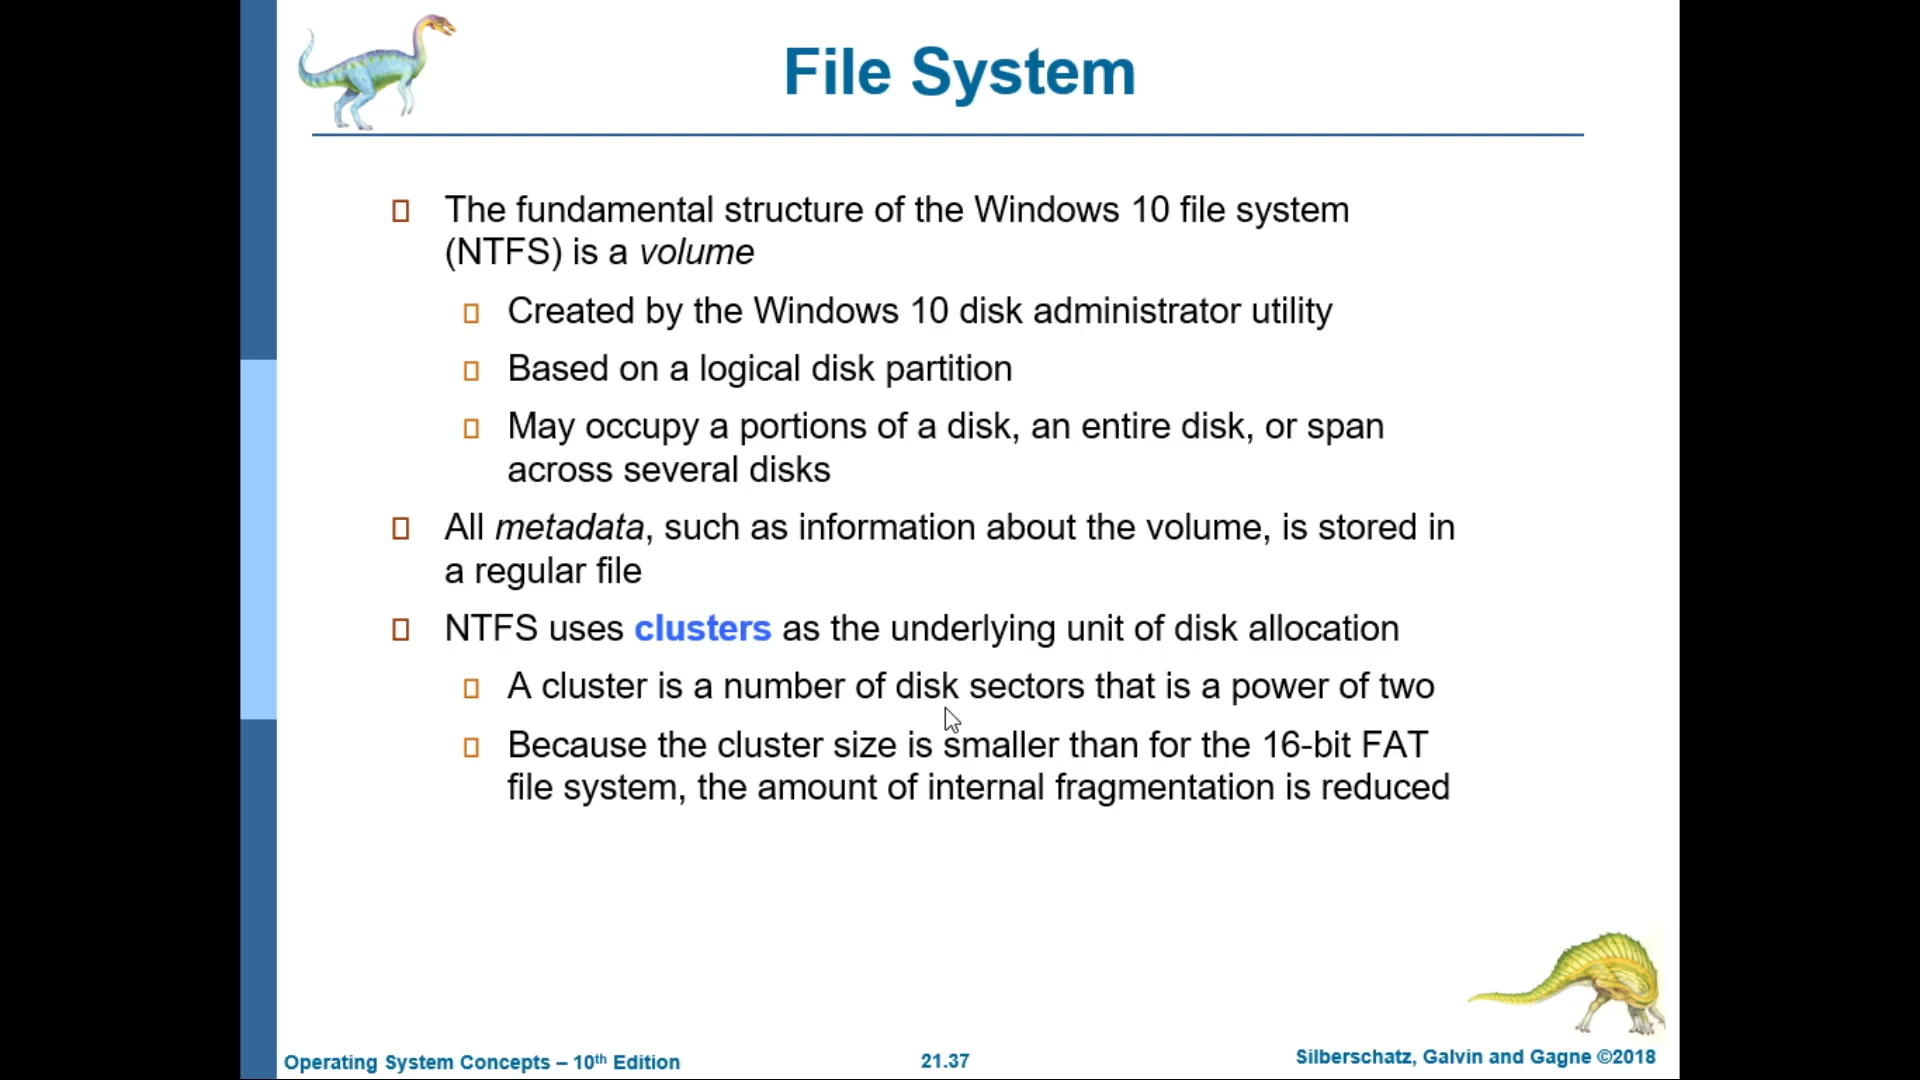 File System
The fundamental structure of the Windows 10 file system
(NTFS) is a volume
Created by the Windows 10 disk administrator utility
Based on a logical disk partition
May occupy a portions of a disk, an entire disk, or span
across several disks
All metadata, such as information about the volume, is stored in
a regular file
NTFS uses clusters as the underlying unit of disk allocation
A cluster is a number of disk sectors that is a power of two
Because the cluster size is smaller than for the 16-bit FAT
file system, the amount of internal fragmentation is reduced
Operating System Concepts – 10th Edition
21.37
Silberschatz, Galvin and Gagne ©2018